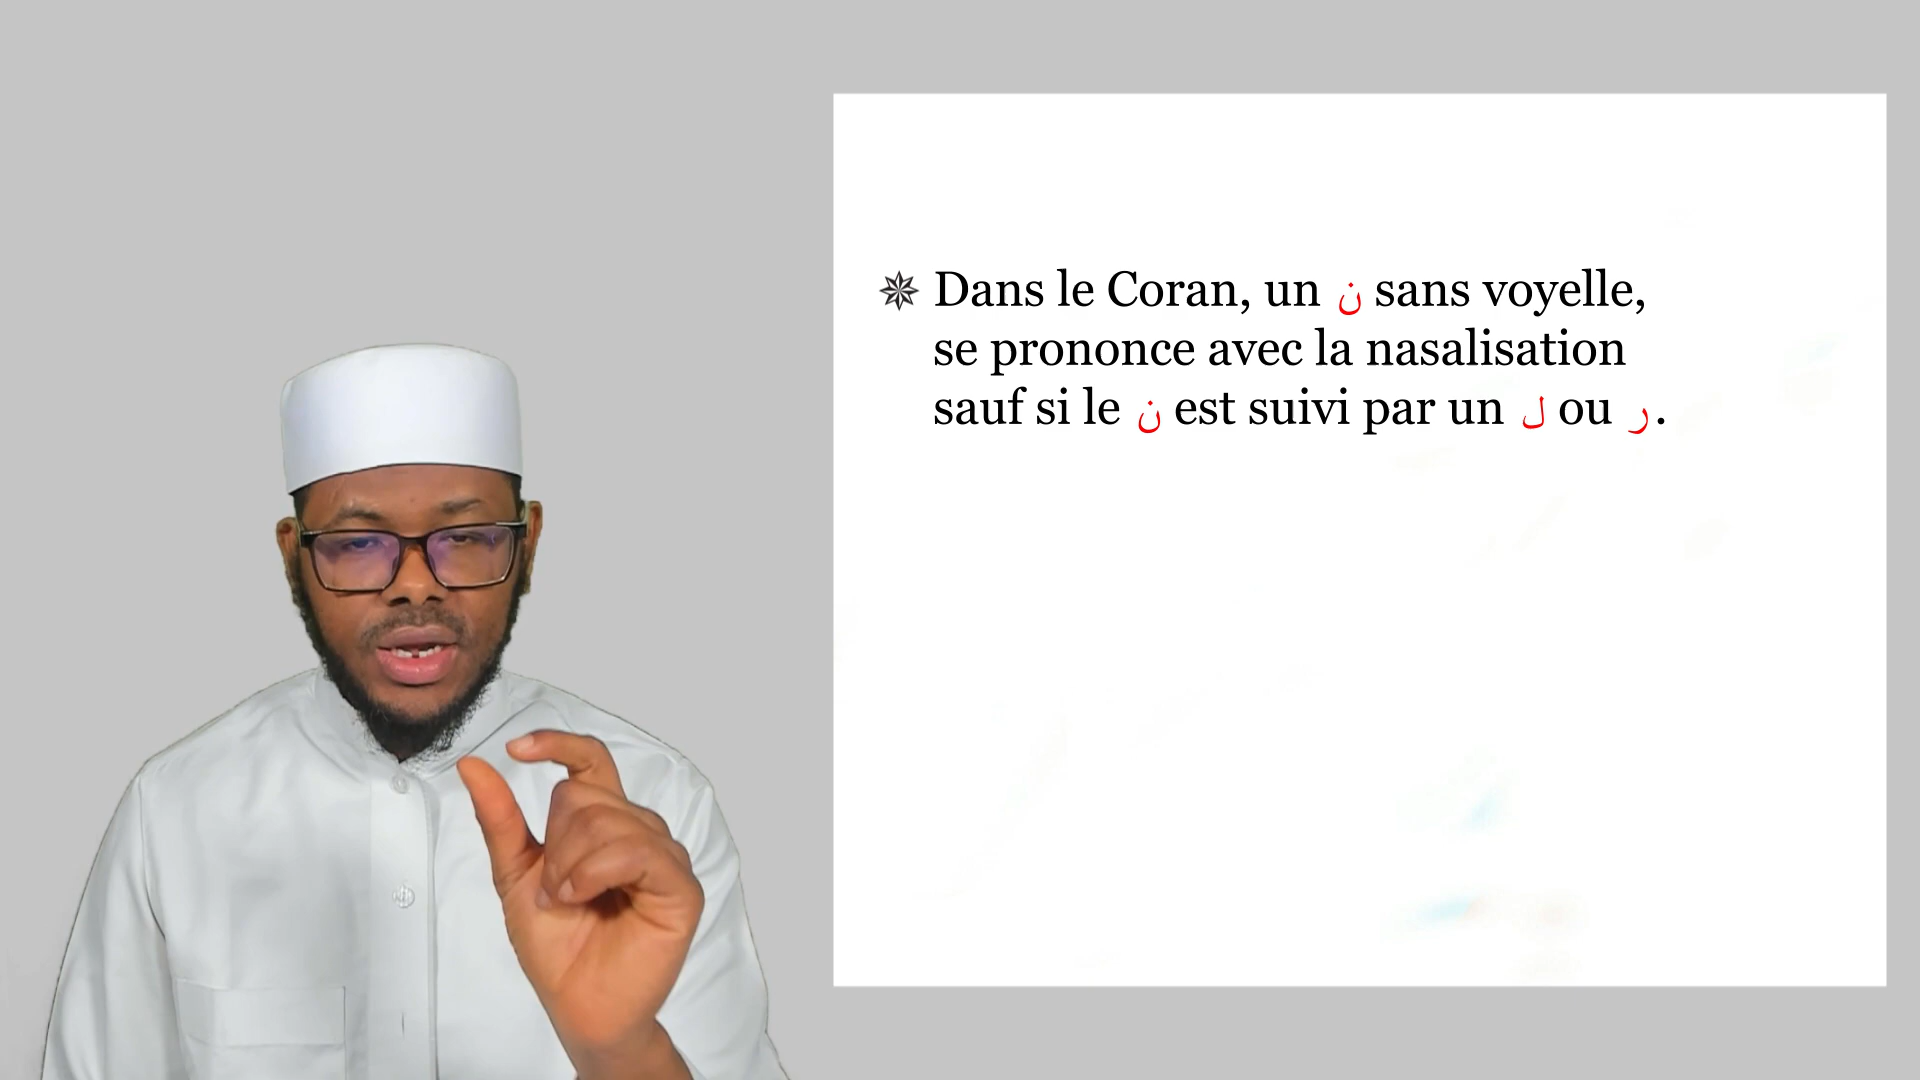 Dans le Coran, un ن sans voyelle,
se prononce avec la nasalisation
sauf si le ن est suivi par un ل ou ر.